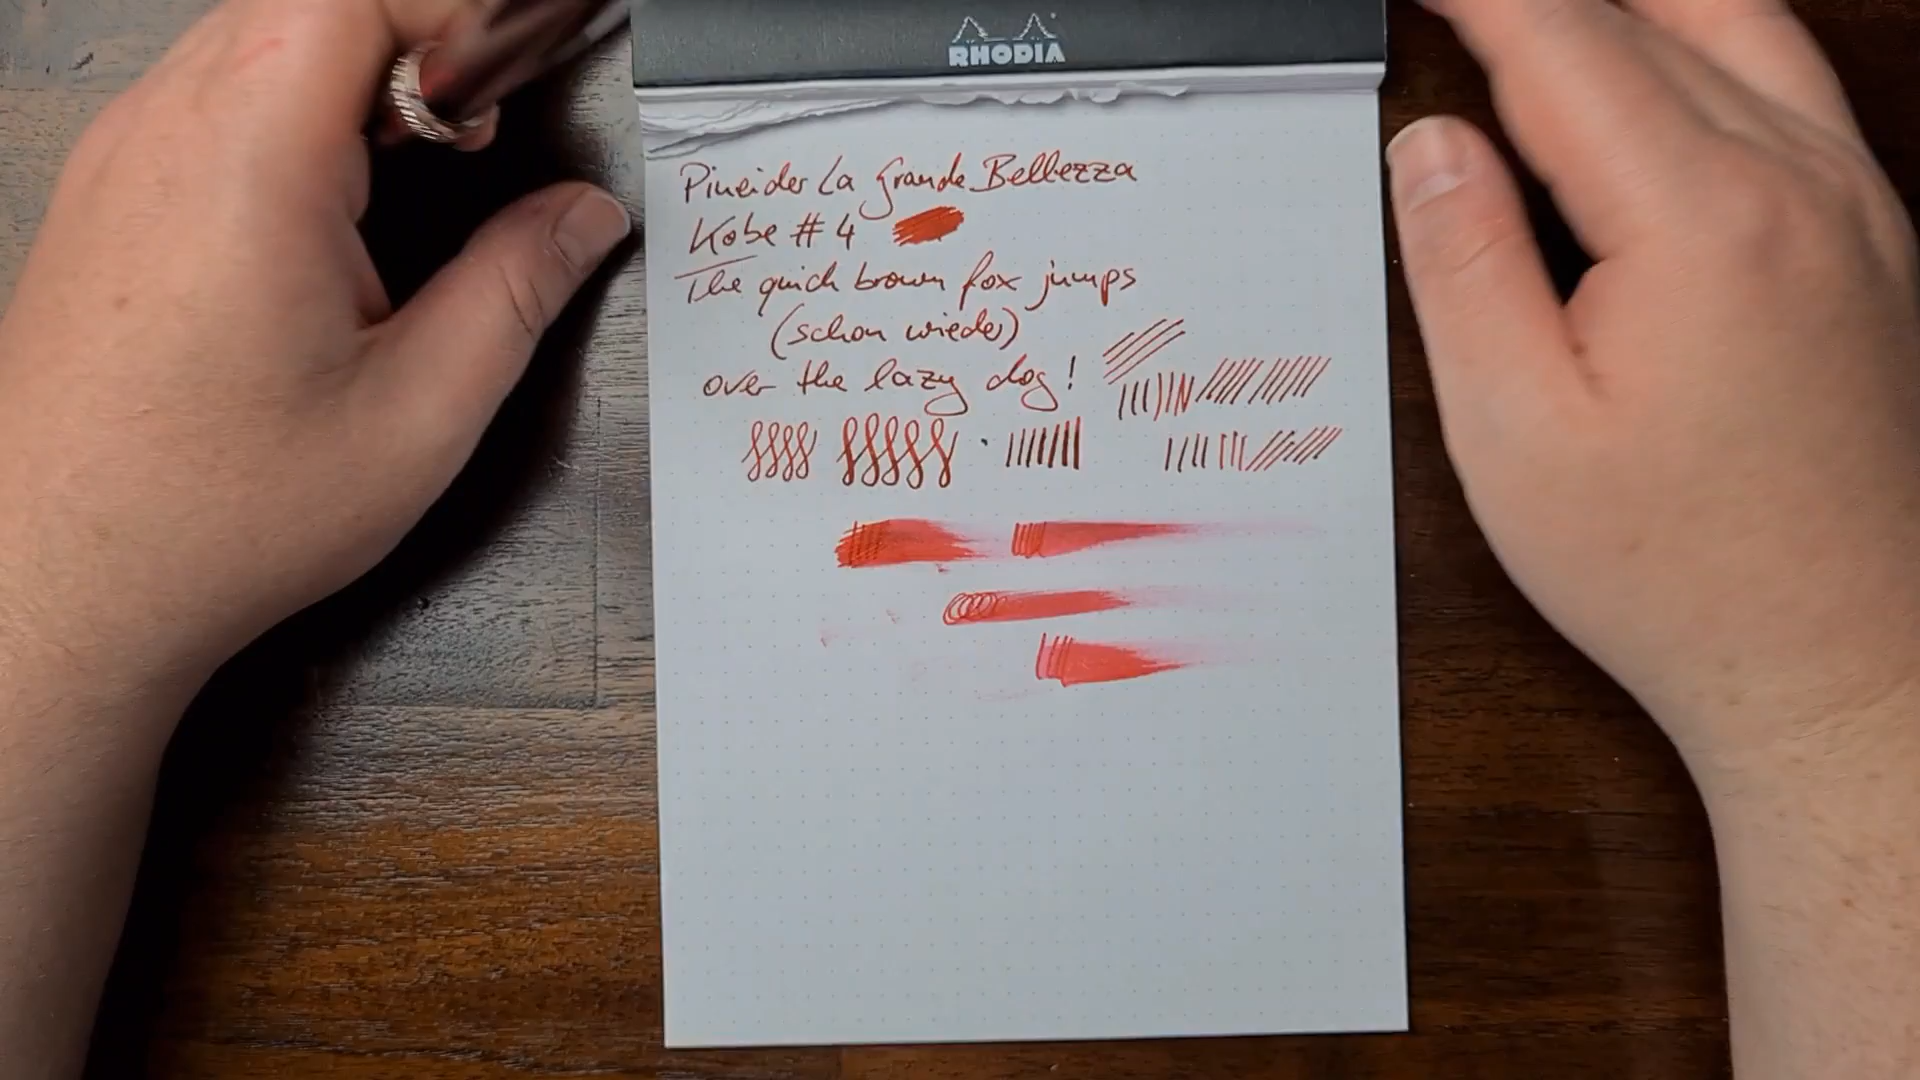 RHODIA
Pineider La Grande Bellezza
Kobe # 4
The quick brown fox jumps
(schon wieder)
over the lazy dog!